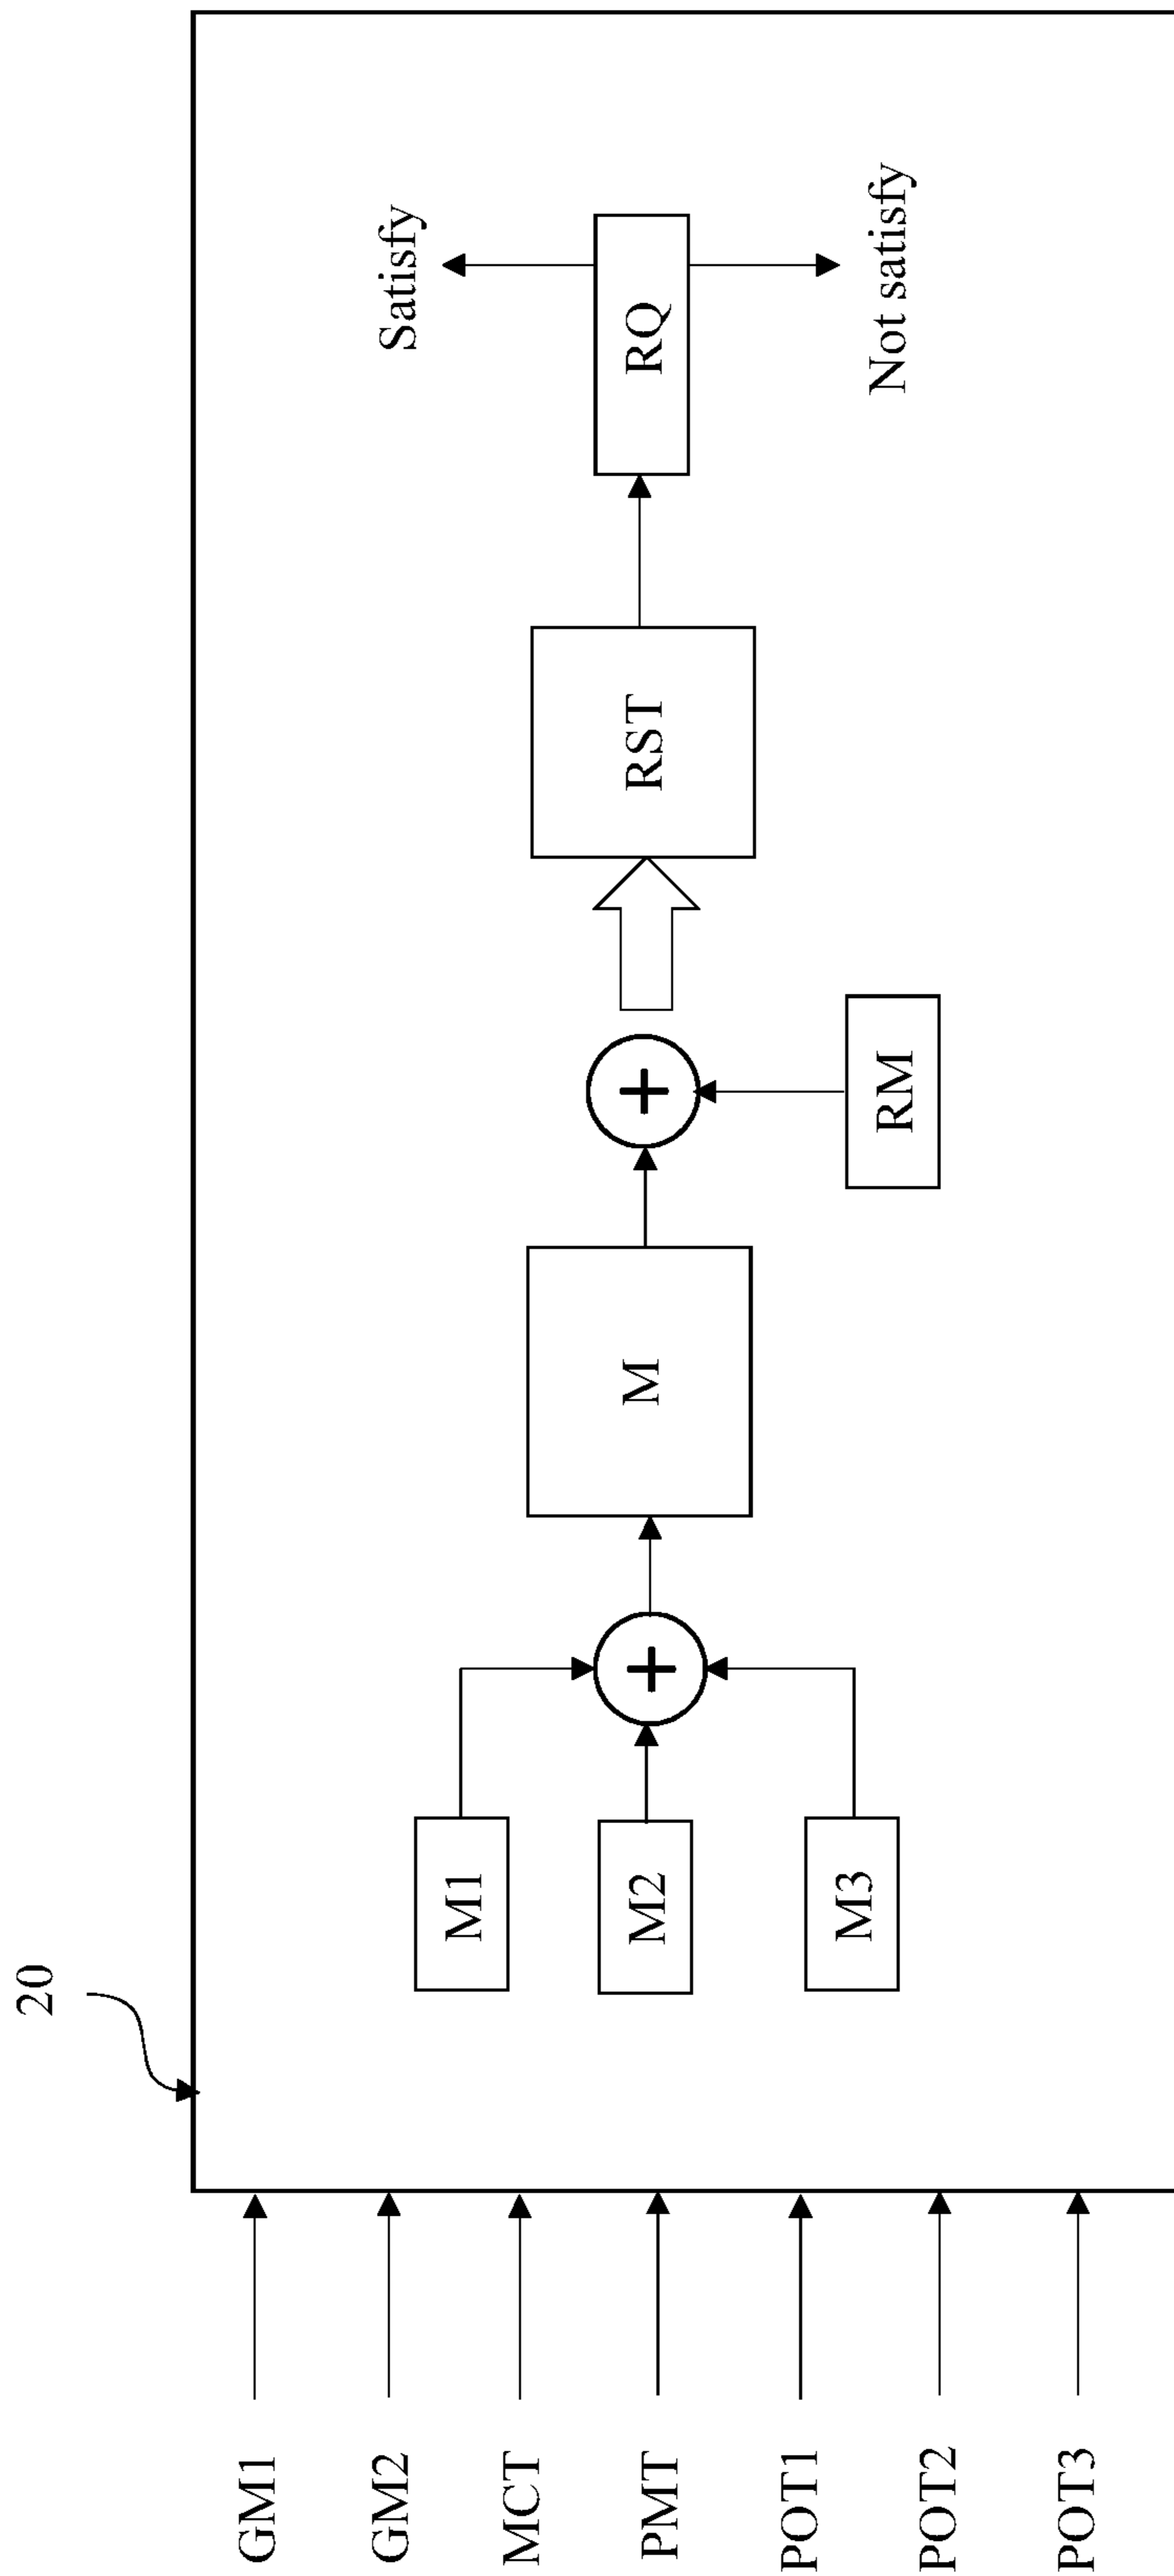 20
GM1
GM2
MCT
PMT
POT1
POT2
POT3
M1
M2
M3
+
M
+
RM
RST
RQ
Satisfy
Not satisfy